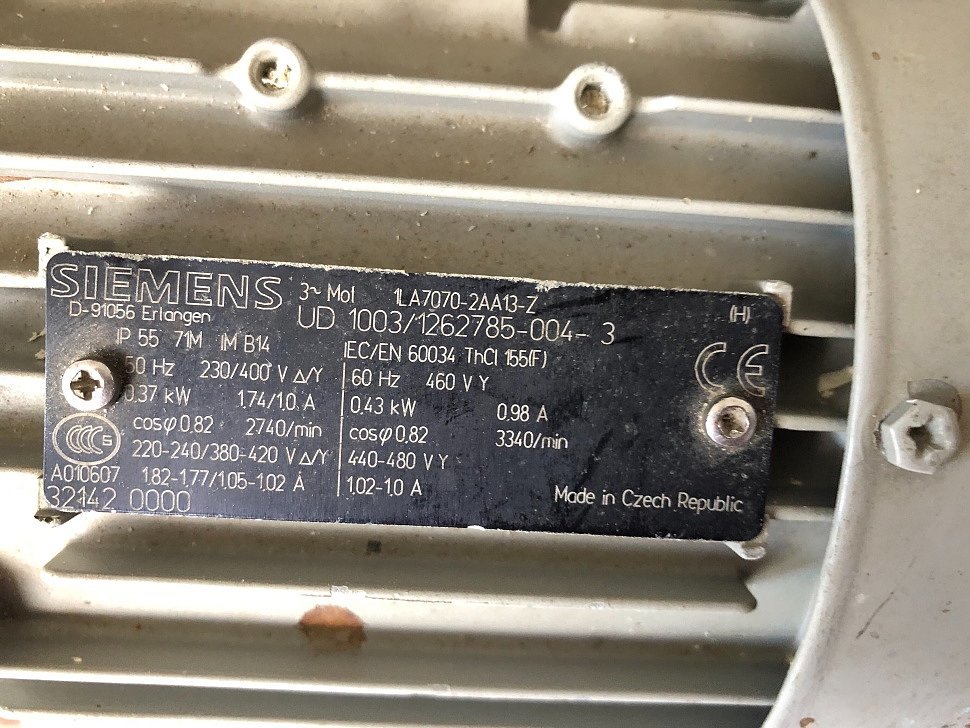 SIEMENS 3~ Mot 1LA7070-2AA13-Z
D-91056 Erlangen UD 1003/1262785-004- 3 (H)
IP 55 71M IM B14 IEC/EN 60034 ThCl 155(F)
50 Hz 230/400 V Δ/Y 60 Hz 460 V Y CE
0.37 kW 1.74/1.0 A 0.43 kW 0.98 A
cosφ 0.82 2740/min cosφ 0.82 3340/min
CCC S 220-240/380-420 V Δ/Y 440-480 V Y
A010607 1.82-1.77/1.05-1.02 A 1.02-1.0 A
32142 0000 Made in Czech Republic